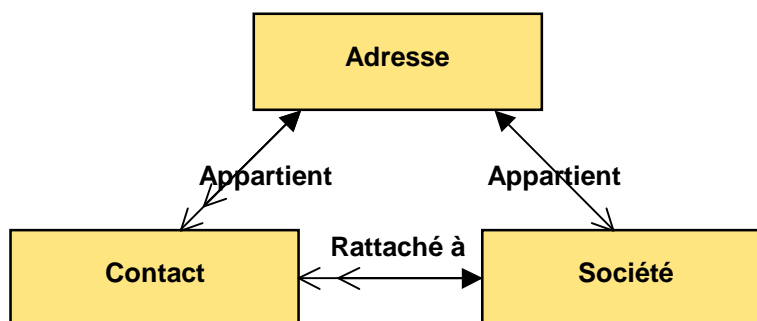 Adresse
Appartient
Appartient
Rattaché à
Contact
Société